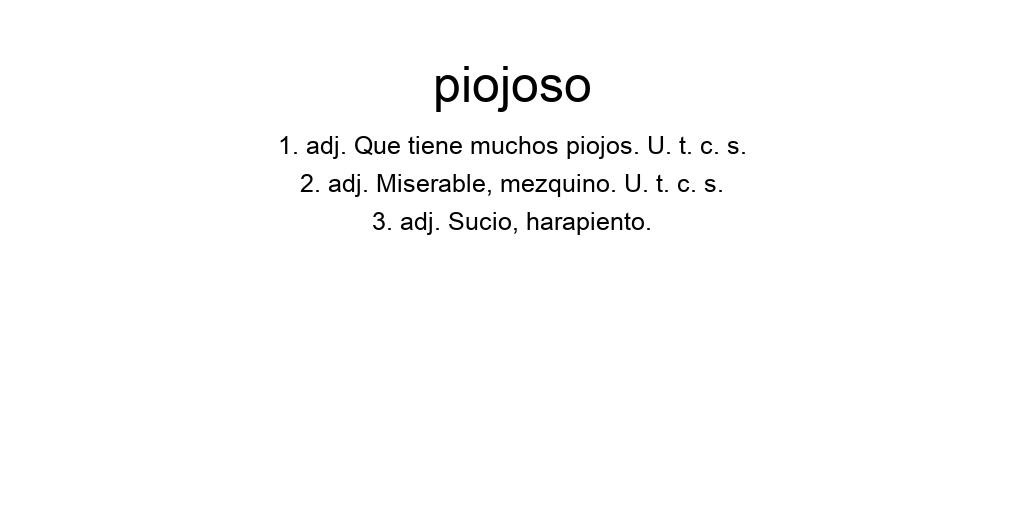 piojoso
1. adj. Que tiene muchos piojos. U. t. c. s.
2. adj. Miserable, mezquino. U. t. c. s.
3. adj. Sucio, harapiento.